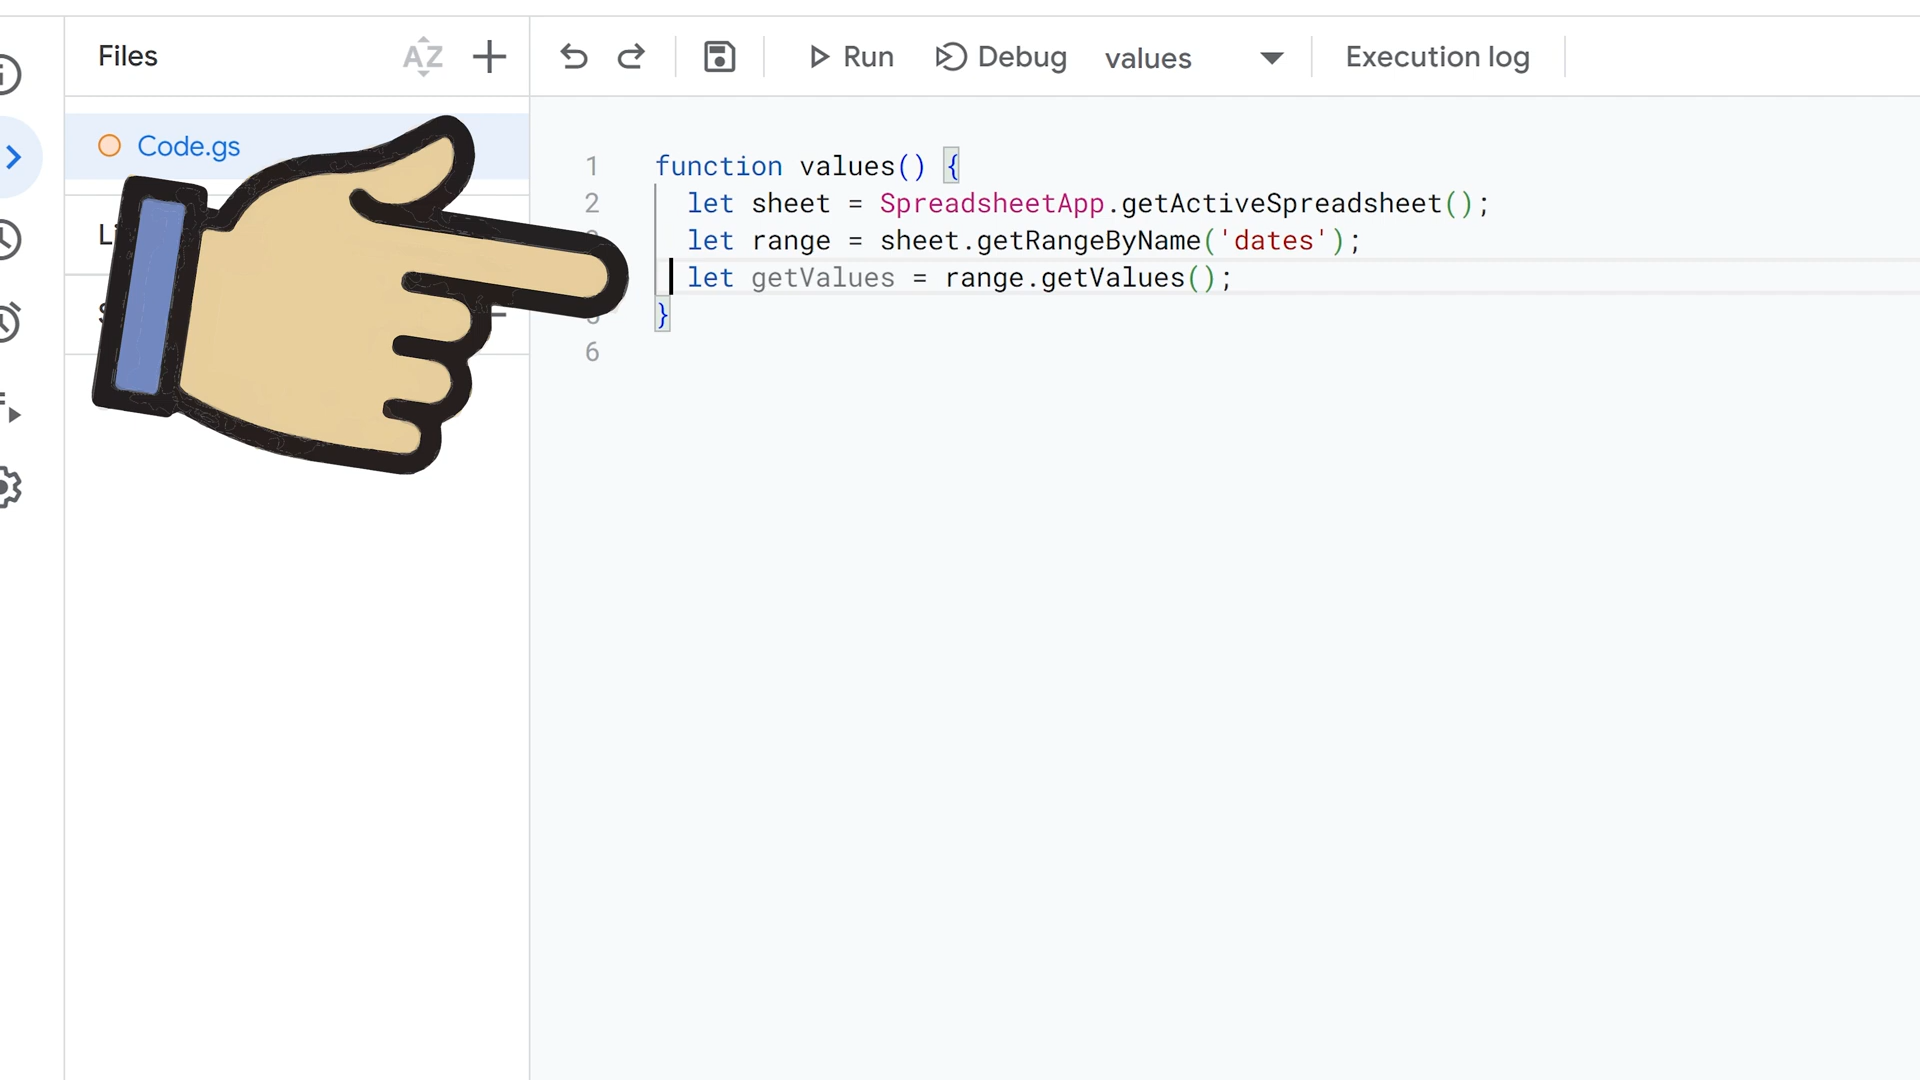 Files AZ Run Debug values Execution log
Code.gs
1 function values() {
2 let sheet = SpreadsheetApp.getActiveSpreadsheet();
let range = sheet.getRangeByName('dates');
let getValues = range.getValues();
}
6